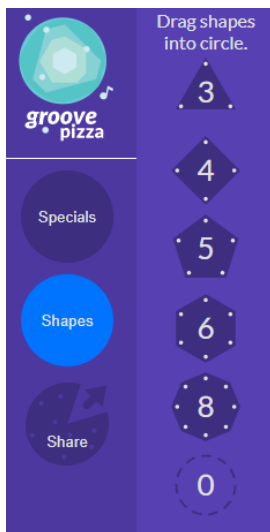 groove
pizza
Specials
Shapes
Share
Drag shapes
into circle.
3
4
5
6
8
0